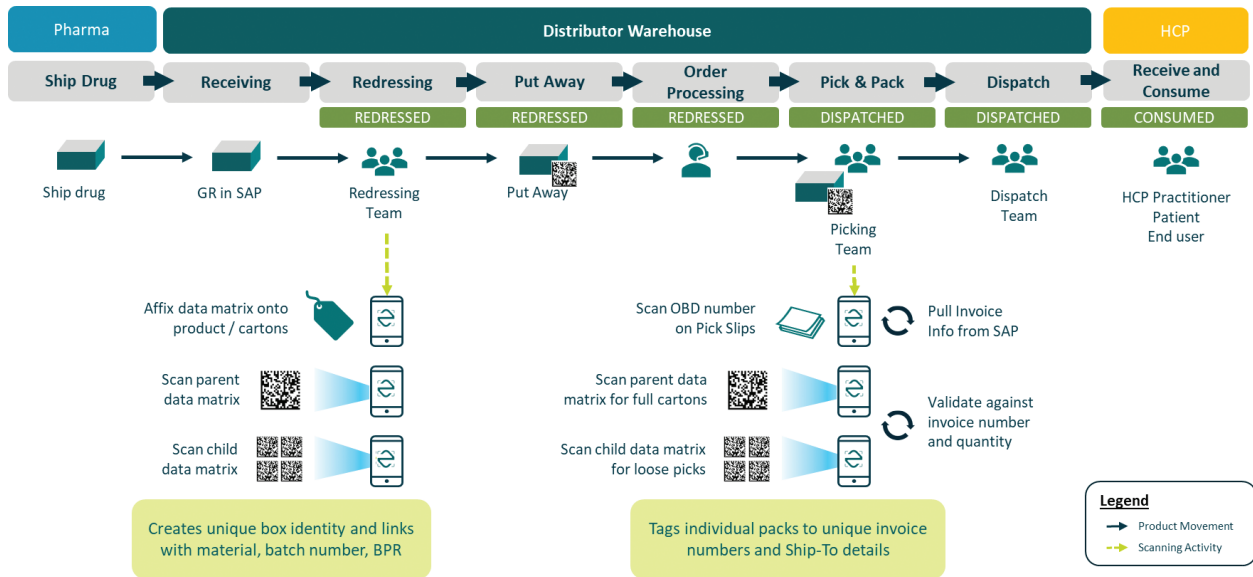 Pharma
Distributor Warehouse
HCP
Ship Drug
Receiving
Redressing
Put Away
Order
Processing
Pick & Pack
Dispatch
Receive and
Consume
REDRESSED
REDRESSED
REDRESSED
DISPATCHED
DISPATCHED
CONSUMED
Ship drug
GR in SAP
Redressing
Team
Put Away
Picking
Team
Dispatch
Team
HCP Practitioner
Patient
End user
Affix data matrix onto
product / cartons
Scan parent
data matrix
Scan child
data matrix
Creates unique box identity and links
with material, batch number, BPR
Scan OBD number
on Pick Slips
Pull Invoice
Info from SAP
Scan parent data
matrix for full cartons
Validate against
invoice number
and quantity
Scan child data matrix
for loose picks
Tags individual packs to unique invoice
numbers and Ship-To details
Legend
Product Movement
Scanning Activity